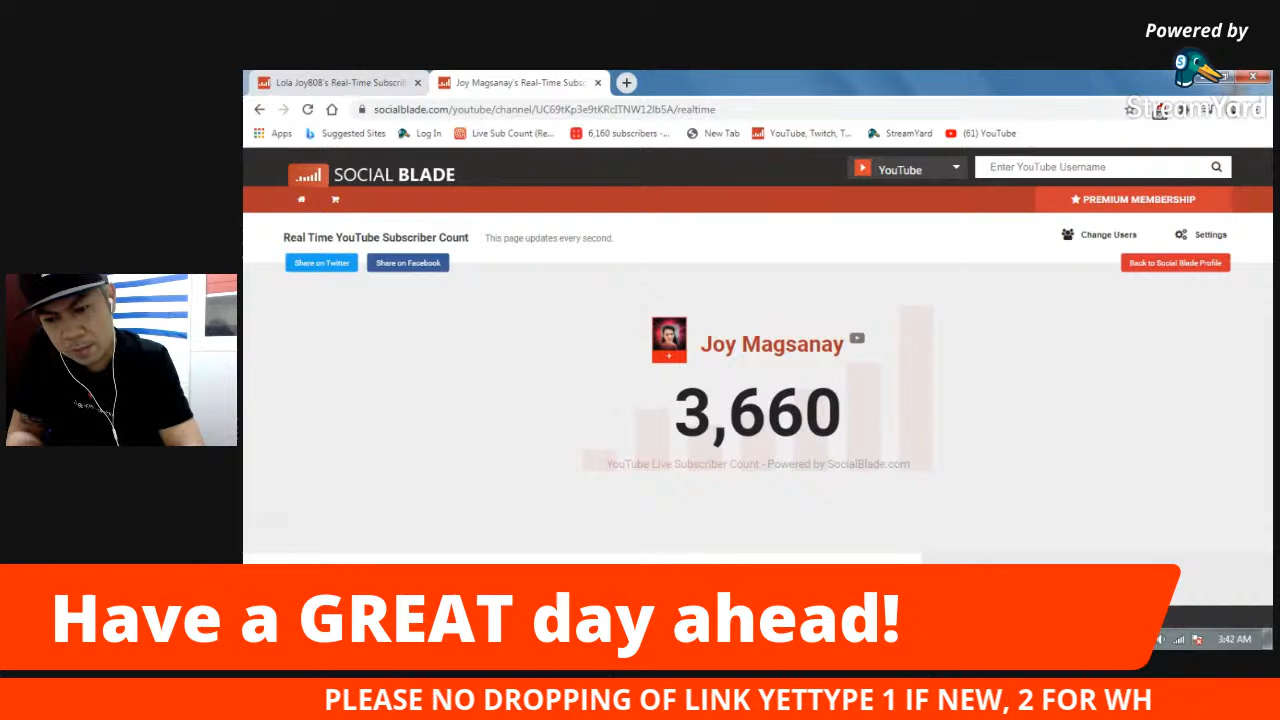 Powered by
StreamYard
Lola Joy808's Real-Time Subscri
Joy Magsanay's Real-Time Subsc
socialblade.com/youtube/channel/UC69tKp3e9tKRcITNW12Ib5A/realtime
Apps Suggested Sites Log In Live Sub Count (Re... 6,160 subscribers -... New Tab YouTube, Twitch, T... StreamYard (61) YouTube
SOCIAL BLADE
YouTube
Enter YouTube Username
PREMIUM MEMBERSHIP
Real Time YouTube Subscriber Count
This page updates every second.
Change Users
Settings
Share on Twitter
Share on Facebook
Back to Social Blade Profile
Joy Magsanay
3,660
YouTube Live Subscriber Count - Powered by SocialBlade.com
Have a GREAT day ahead!
3:42 AM
PLEASE NO DROPPING OF LINK YETTYPE 1 IF NEW, 2 FOR WH